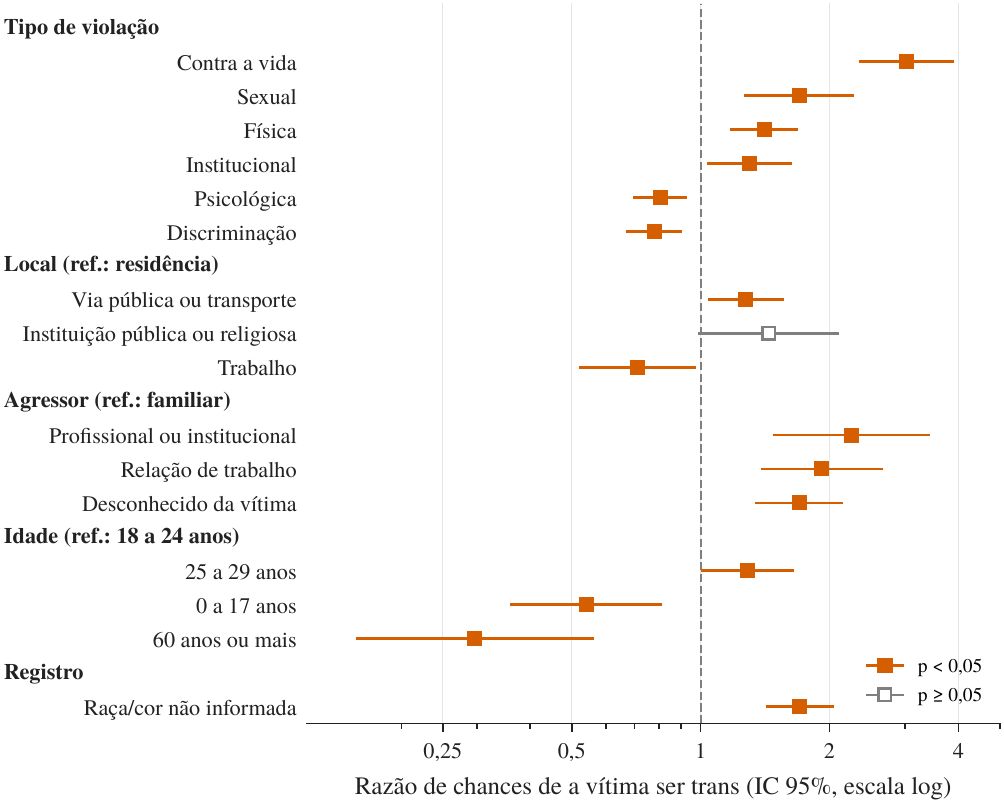 Tipo de violação
Contra a vida
Sexual
Física
Institucional
Psicológica
Discriminação
Local (ref.: residência)
Via pública ou transporte
Instituição pública ou religiosa
Trabalho
Agressor (ref.: familiar)
Profissional ou institucional
Relação de trabalho
Desconhecido da vítima
Idade (ref.: 18 a 24 anos)
25 a 29 anos
0 a 17 anos
60 anos ou mais
Registro
Raça/cor não informada
p < 0,05
p ≥ 0,05
0,25 0,5 1 2 4
Razão de chances de a vítima ser trans (IC 95%, escala log)